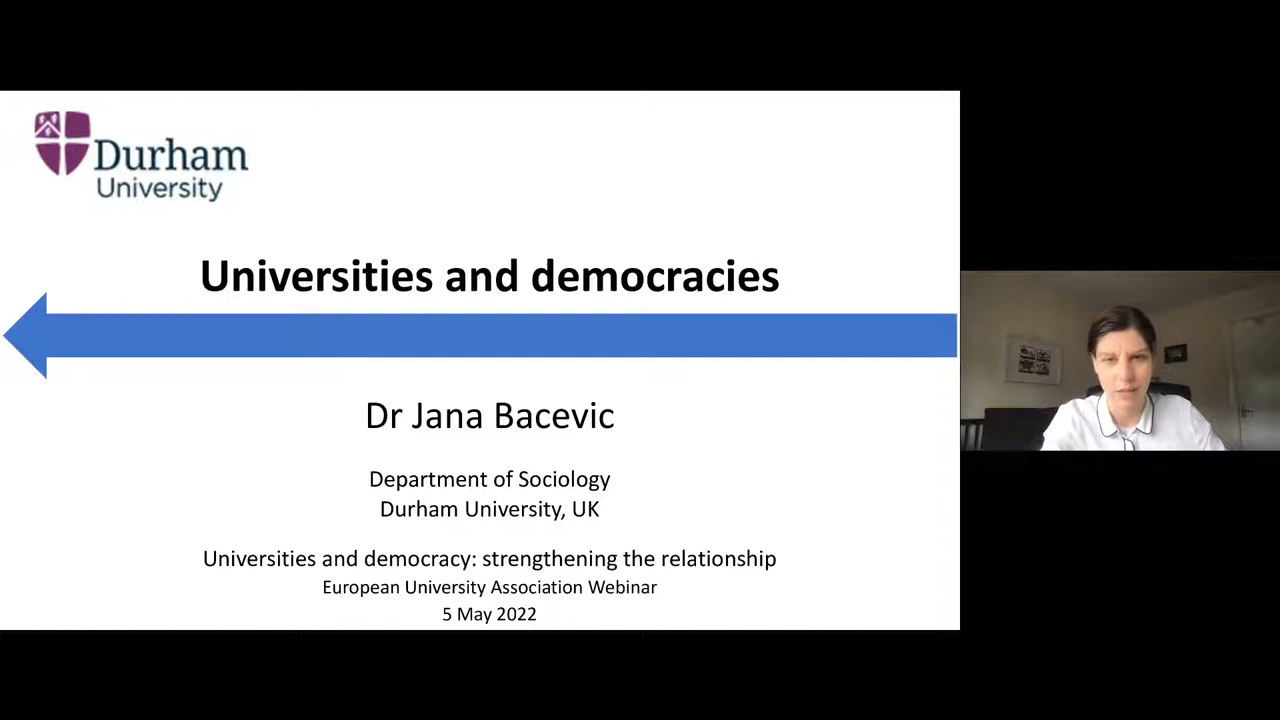 Durham
University
Universities and democracies
Dr Jana Bacevic
Department of Sociology
Durham University, UK
Universities and democracy: strengthening the relationship
European University Association Webinar
5 May 2022